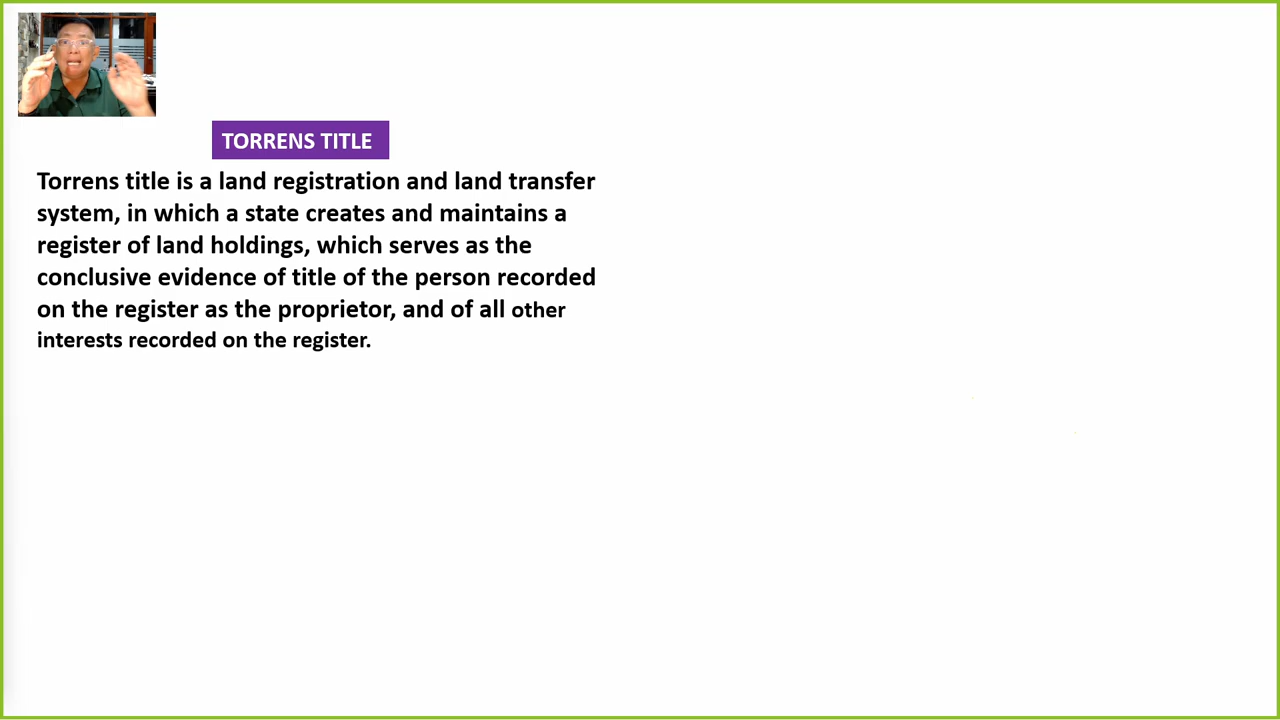 TORRENS TITLE
Torrens title is a land registration and land transfer
system, in which a state creates and maintains a
register of land holdings, which serves as the
conclusive evidence of title of the person recorded
on the register as the proprietor, and of all other
interests recorded on the register.